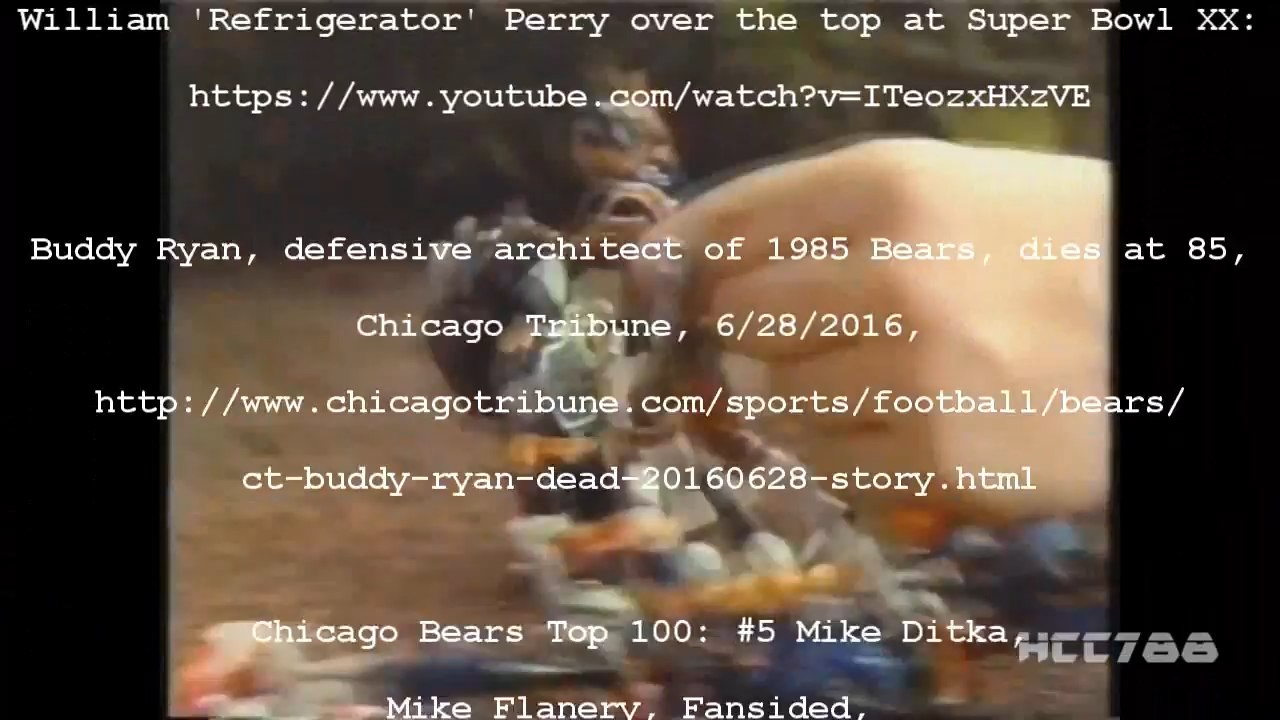 William 'Refrigerator' Perry over the top at Super Bowl XX:
https://www.youtube.com/watch?v=ITeozxHXzVE
Buddy Ryan, defensive architect of 1985 Bears, dies at 85,
Chicago Tribune, 6/28/2016,
http://www.chicagotribune.com/sports/football/bears/
ct-buddy-ryan-dead-20160628-story.html
Chicago Bears Top 100: #5 Mike Ditka,
HCC788
Mike Flanery, Fansided,